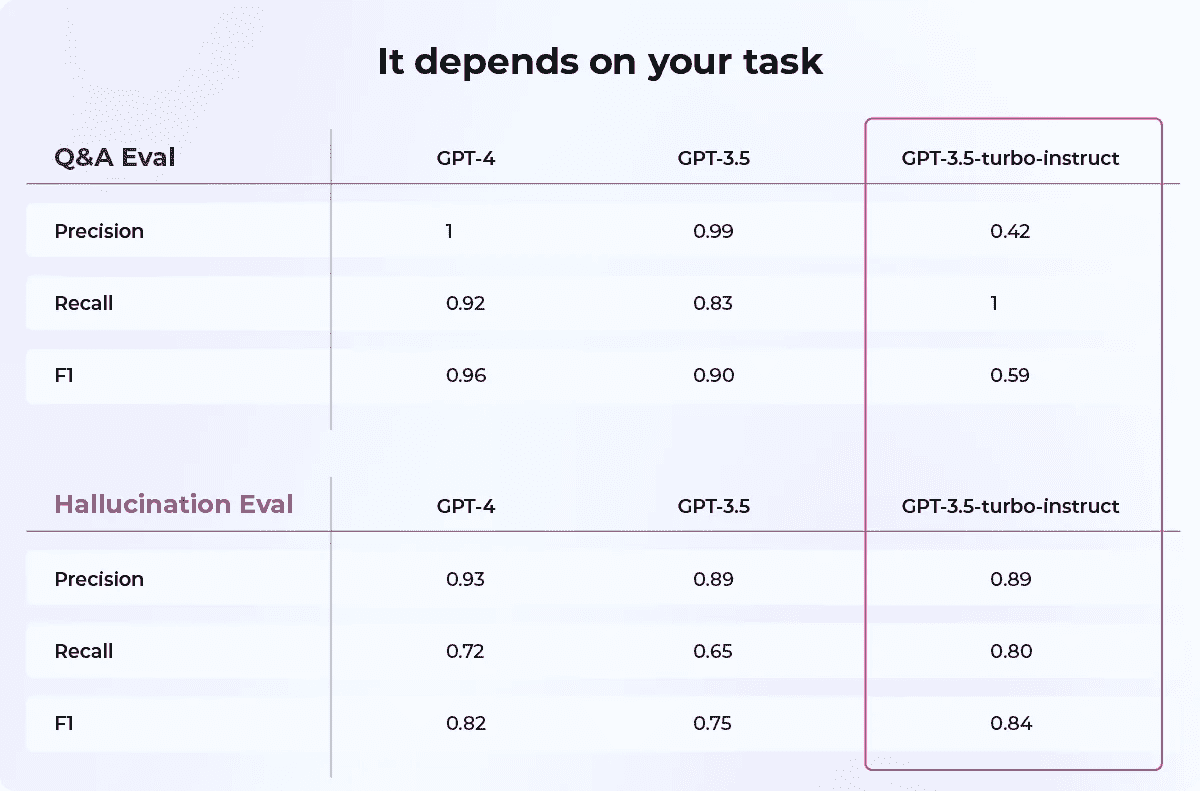 It depends on your task
Q&A Eval GPT-4 GPT-3.5 GPT-3.5-turbo-instruct
Precision 1 0.99 0.42
Recall 0.92 0.83 1
F1 0.96 0.90 0.59
Hallucination Eval GPT-4 GPT-3.5 GPT-3.5-turbo-instruct
Precision 0.93 0.89 0.89
Recall 0.72 0.65 0.80
F1 0.82 0.75 0.84